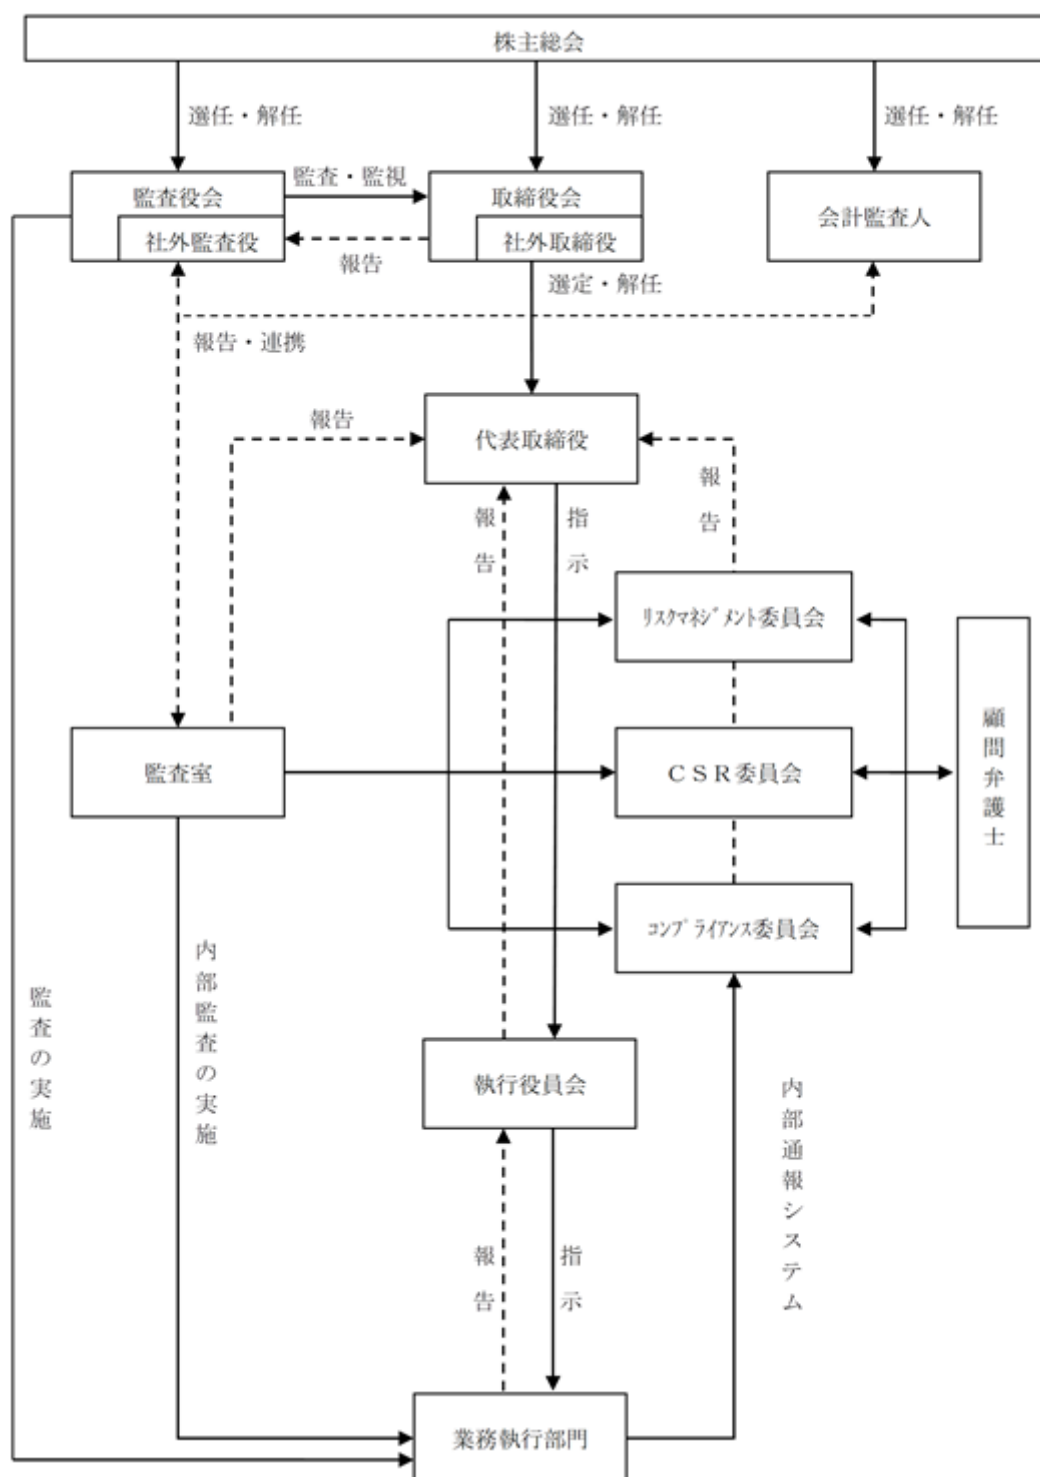 株主総会
選任・解任
選任・解任
選任・解任
監査役会
監査・監視
取締役会
会計監査人
社外監査役
社外取締役
報告
選定・解任
報告・連携
報告
代表取締役
報告
報告
指示
リスクマネジメント委員会
監査室
CSR委員会
顧問弁護士
コンプライアンス委員会
監査の実施
内部監査の実施
執行役員会
内部通報システム
報告
指示
業務執行部門